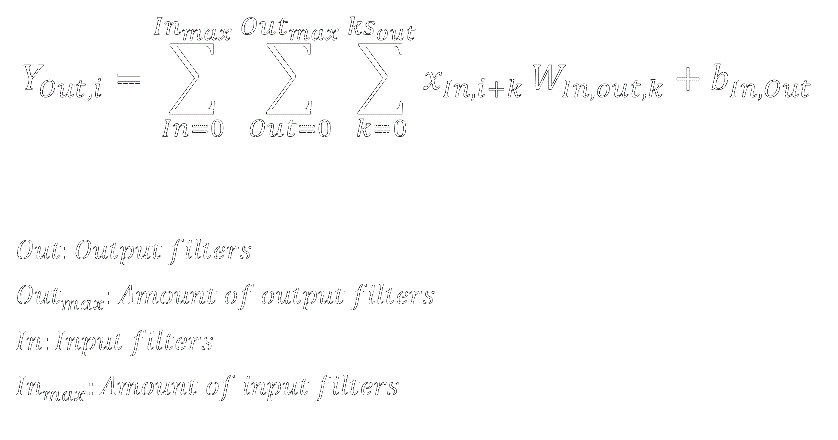 Y_{Out,i} = \sum_{In=0}^{In_{max}} \sum_{Out=0}^{Out_{max}} \sum_{k=0}^{ks_{out}} x_{In,i+k} W_{In,out,k} + b_{In,Out}
Out: Output filters
Out_{max}: Amount of output filters
In: Input filters
In_{max}: Amount of input filters